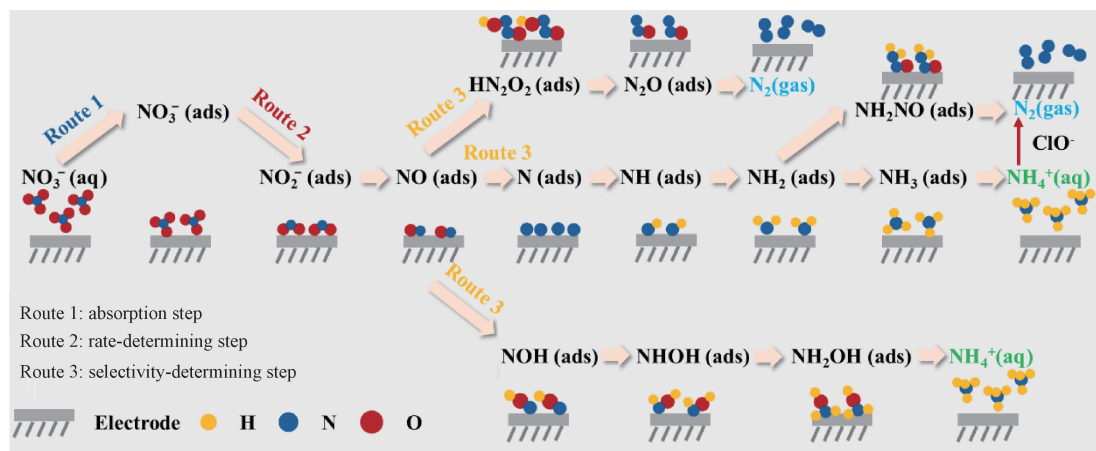 Route 1
NO₃⁻ (ads)
Route 2
NO₃⁻ (aq)
NO₂⁻ (ads)
NO (ads)
Route 3
HN₂O₂ (ads)
N₂O (ads)
N₂(gas)
Route 3
N (ads)
NH (ads)
NH₂ (ads)
NH₂NO (ads)
N₂(gas)
ClO⁻
NH₃ (ads)
NH₄⁺(aq)
Route 3
NOH (ads)
NHOH (ads)
NH₂OH (ads)
NH₄⁺(aq)
Route 1: absorption step
Route 2: rate-determining step
Route 3: selectivity-determining step
Electrode H N O